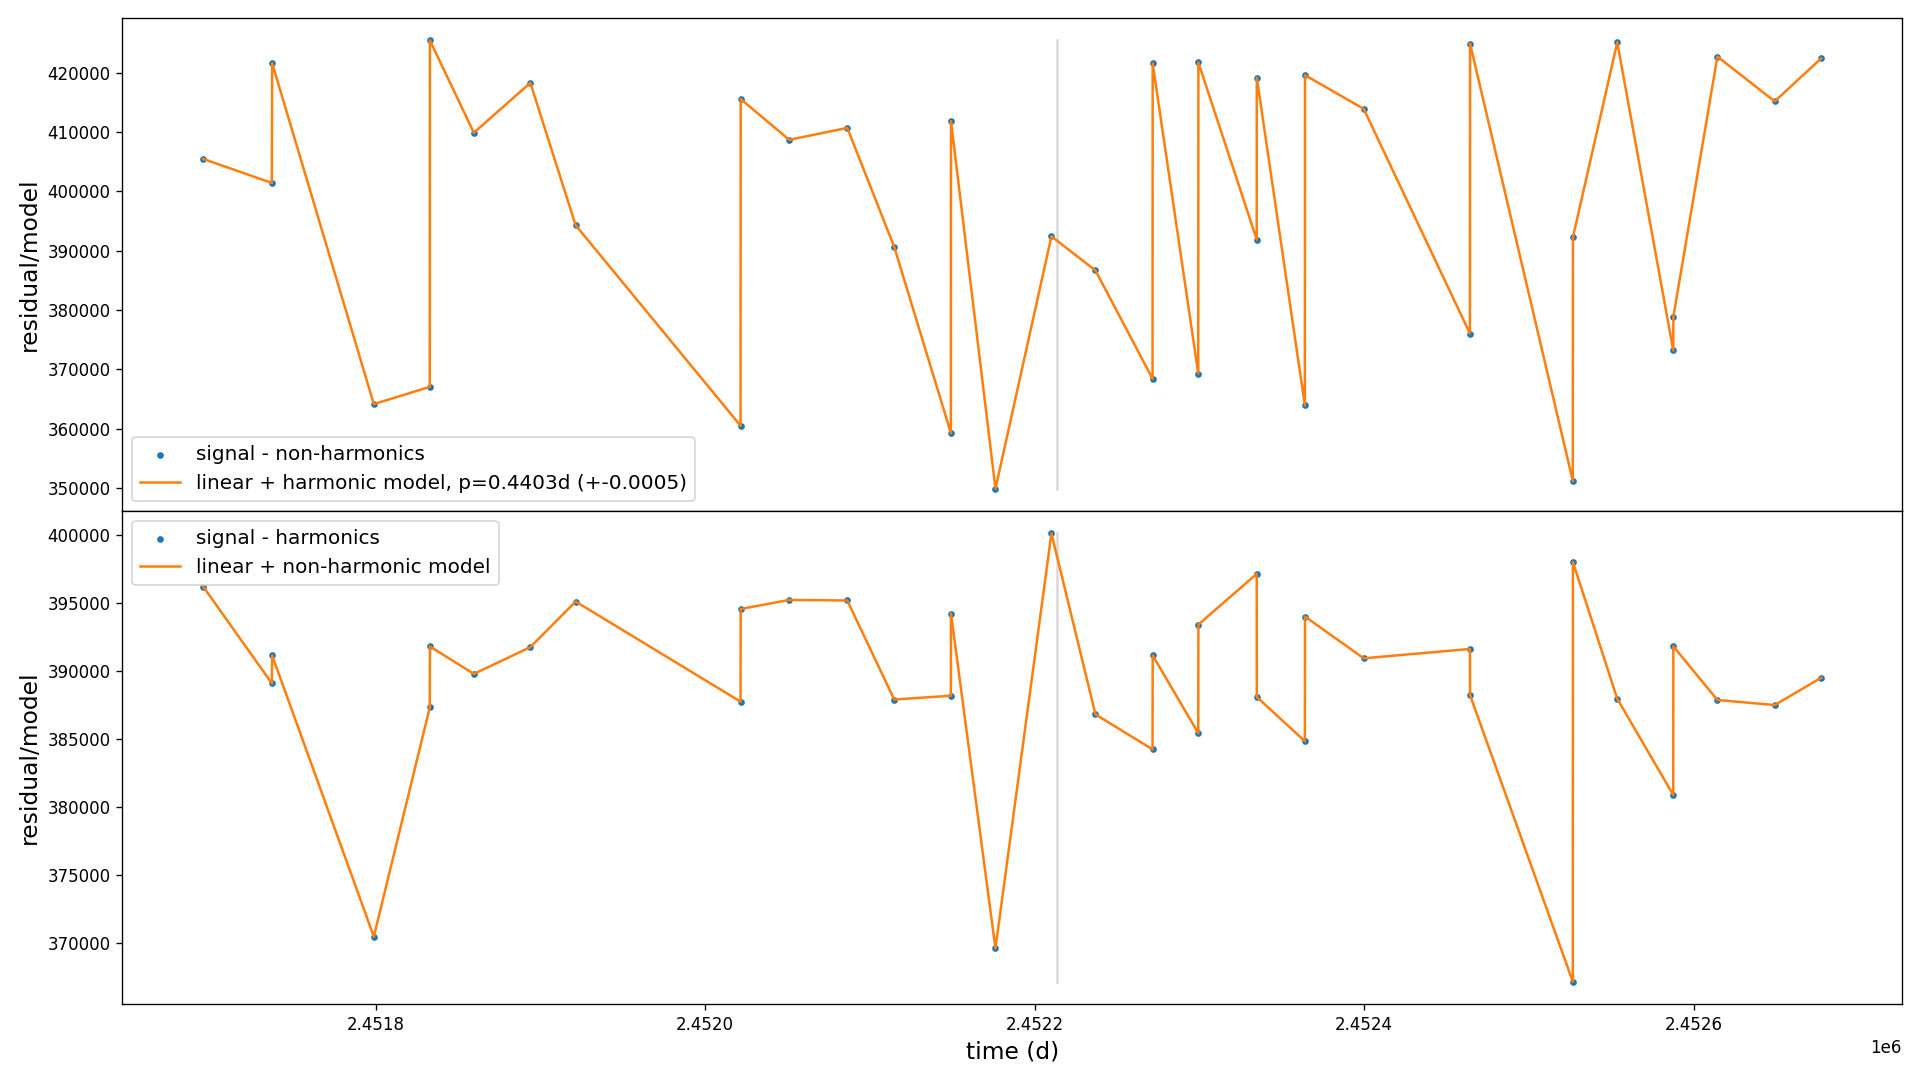 420000
410000
400000
390000
380000
370000
360000
350000
residual/model
signal - non-harmonics
linear + harmonic model, p=0.4403d (+-0.0005)
400000
395000
390000
385000
380000
375000
370000
residual/model
signal - harmonics
linear + non-harmonic model
2.4518 2.4520 2.4522 2.4524 2.4526
time (d)
1e6